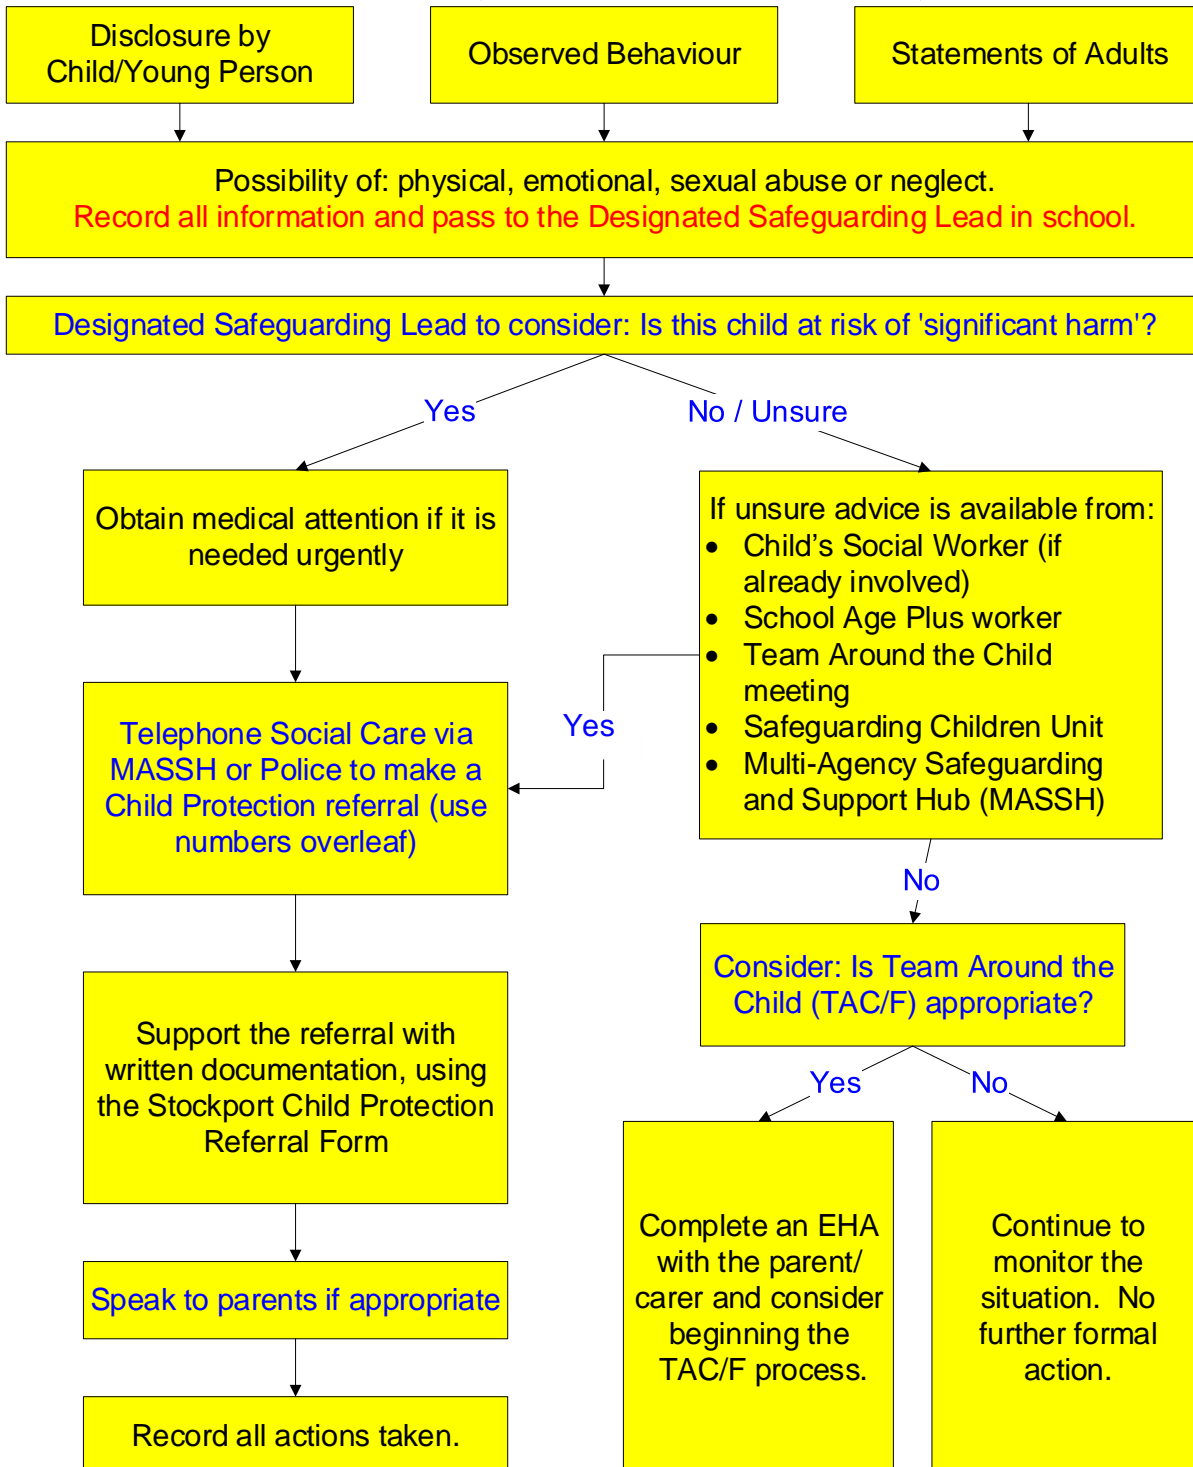 Disclosure by
Child/Young Person
Observed Behaviour
Statements of Adults
Possibility of: physical, emotional, sexual abuse or neglect.
Record all information and pass to the Designated Safeguarding Lead in school.
Designated Safeguarding Lead to consider: Is this child at risk of 'significant harm'?
Yes
No / Unsure
Obtain medical attention if it is
needed urgently
If unsure advice is available from:
• Child’s Social Worker (if
already involved)
• School Age Plus worker
• Team Around the Child
meeting
• Safeguarding Children Unit
• Multi-Agency Safeguarding
and Support Hub (MASSH)
Yes
Telephone Social Care via
MASSH or Police to make a
Child Protection referral (use
numbers overleaf)
No
Consider: Is Team Around the
Child (TAC/F) appropriate?
Support the referral with
written documentation, using
the Stockport Child Protection
Referral Form
Yes
No
Complete an EHA
with the parent/
carer and consider
beginning the
TAC/F process.
Continue to
monitor the
situation.  No
further formal
action.
Speak to parents if appropriate
Record all actions taken.